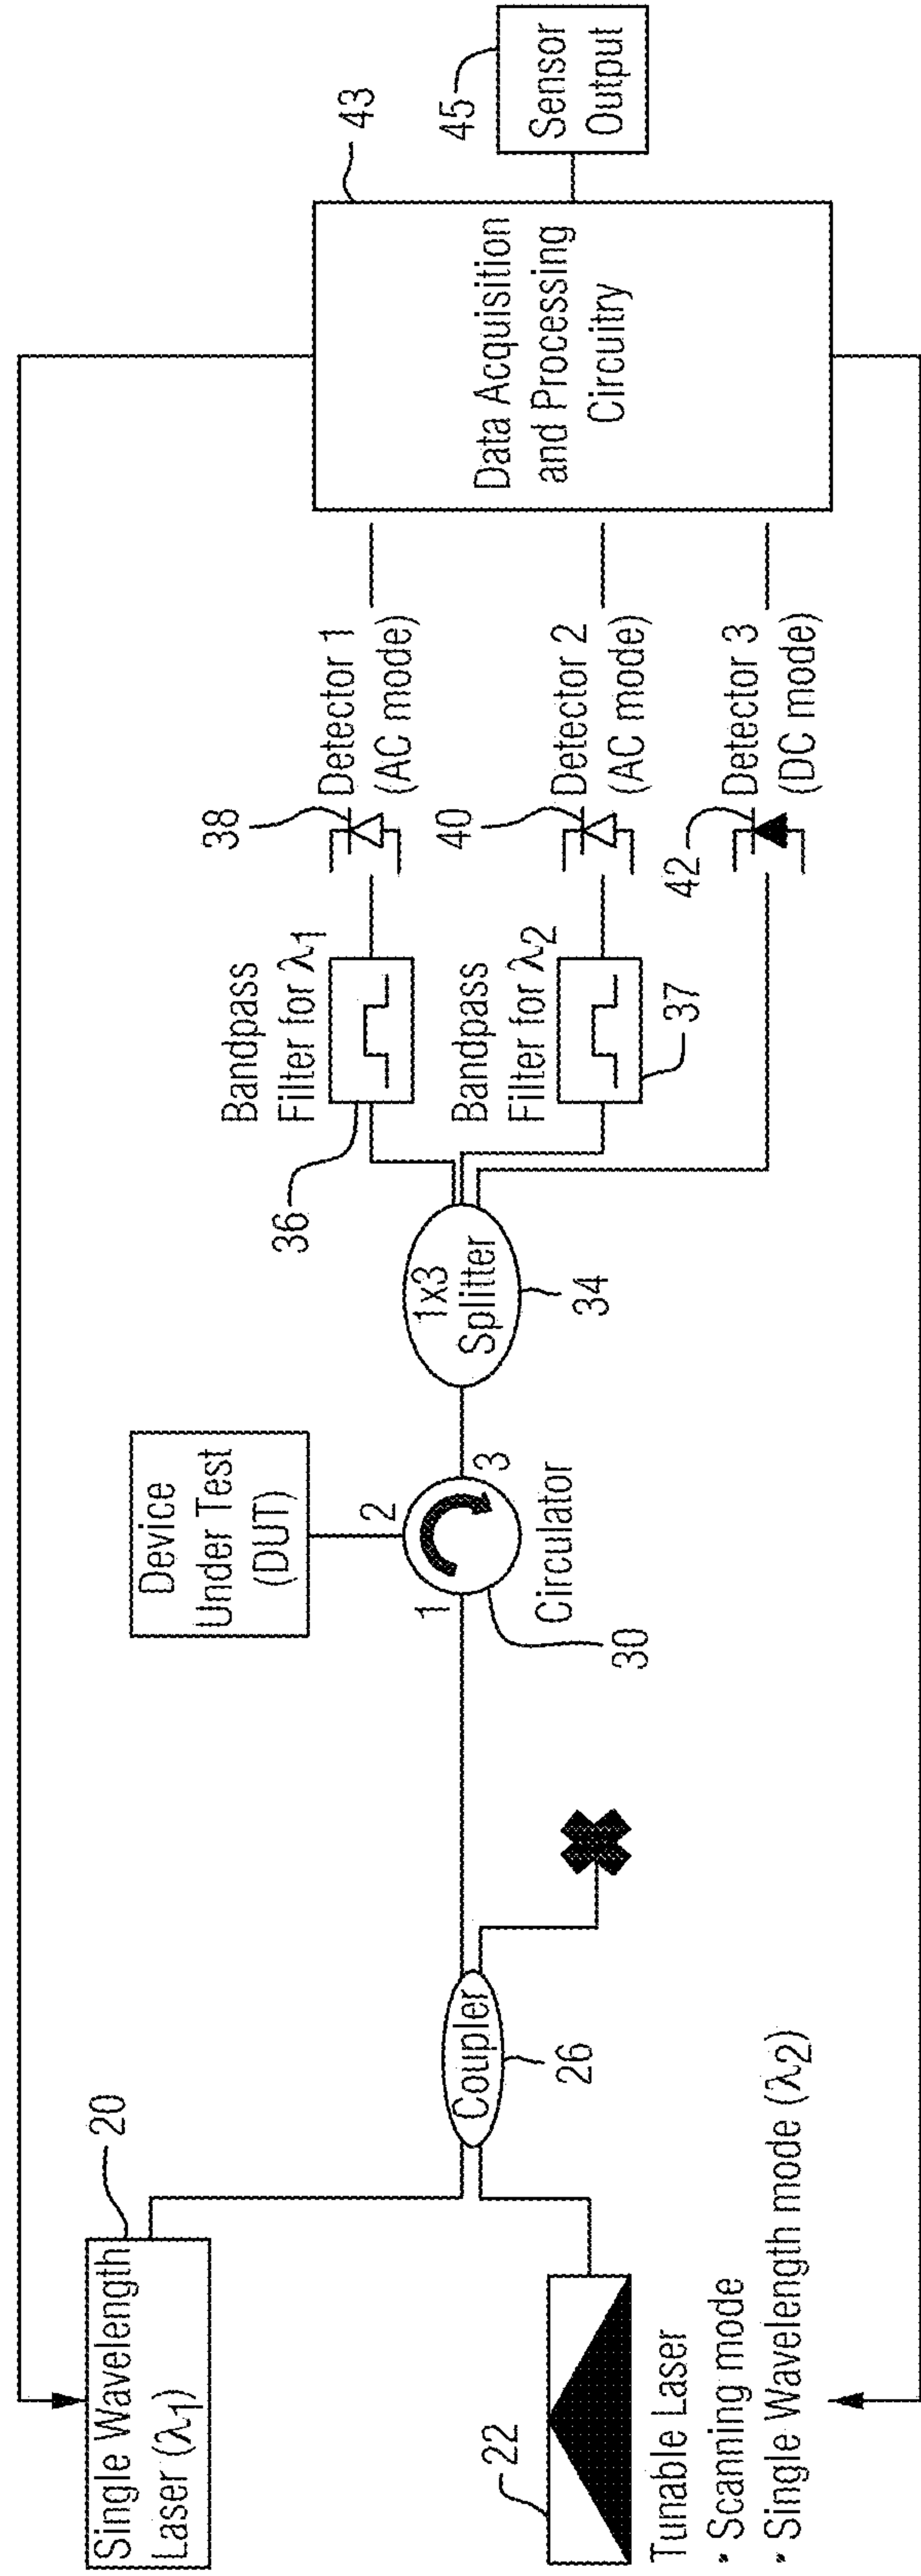 Single Wavelength
Laser (λ1)
20
22
Tunable Laser
* Scanning mode
* Single Wavelength mode (λ2)
Coupler
26
Device
Under Test
(DUT)
1
2
3
Circulator
30
1x3
Splitter
34
Bandpass
Filter for λ1
36
Bandpass
Filter for λ2
37
38
Detector 1
(AC mode)
40
Detector 2
(AC mode)
42
Detector 3
(DC mode)
Data Acquisition
and Processing
Circuitry
43
45
Sensor
Output